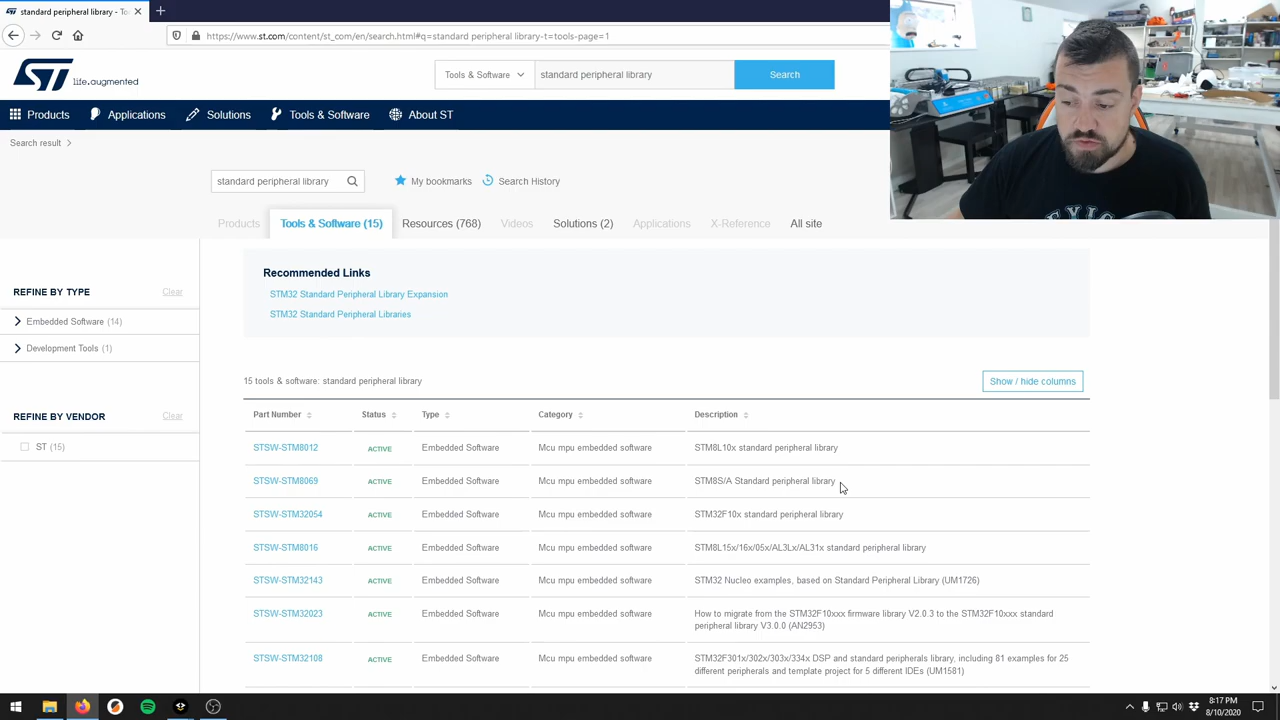 standard peripheral library - To
https://www.st.com/content/st_com/en/search.html#q=standard peripheral library-t=tools-page=1
ST life.augmented
Tools & Software
standard peripheral library
Search
Products
Applications
Solutions
Tools & Software
About ST
Search result
standard peripheral library
My bookmarks
Search History
Products
Tools & Software (15)
Resources (768)
Videos
Solutions (2)
Applications
X-Reference
All site
REFINE BY TYPE
Clear
Embedded Software (14)
Development Tools (1)
REFINE BY VENDOR
Clear
ST (15)
Recommended Links
STM32 Standard Peripheral Library Expansion
STM32 Standard Peripheral Libraries
15 tools & software: standard peripheral library
Show / hide columns
Part Number Status Type Category Description
STSW-STM8012 ACTIVE Embedded Software Mcu mpu embedded software STM8L10x standard peripheral library
STSW-STM8069 ACTIVE Embedded Software Mcu mpu embedded software STM8S/A Standard peripheral library
STSW-STM32054 ACTIVE Embedded Software Mcu mpu embedded software STM32F10x standard peripheral library
STSW-STM8016 ACTIVE Embedded Software Mcu mpu embedded software STM8L15x/16x/05x/AL3Lx/AL31x standard peripheral library
STSW-STM32143 ACTIVE Embedded Software Mcu mpu embedded software STM32 Nucleo examples, based on Standard Peripheral Library (UM1726)
STSW-STM32023 ACTIVE Embedded Software Mcu mpu embedded software How to migrate from the STM32F10xxx firmware library V2.0.3 to the STM32F10xxx standard
peripheral library V3.0.0 (AN2953)
STSW-STM32108 ACTIVE Embedded Software Mcu mpu embedded software STM32F301x/302x/303x/334x DSP and standard peripherals library, including 81 examples for 25
different peripherals and template project for 5 different IDEs (UM1581)
8:17 PM
8/10/2020